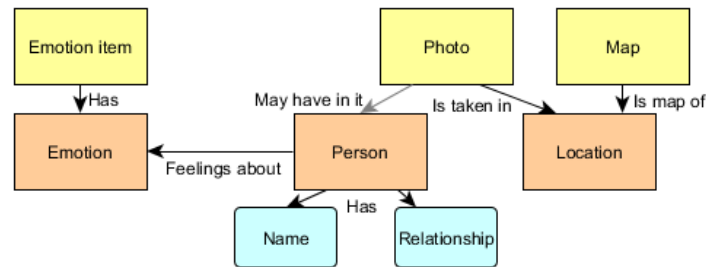 Emotion item
Photo
Map
Has
May have in it
Is taken in
Is map of
Emotion
Feelings about
Person
Location
Has
Name
Relationship